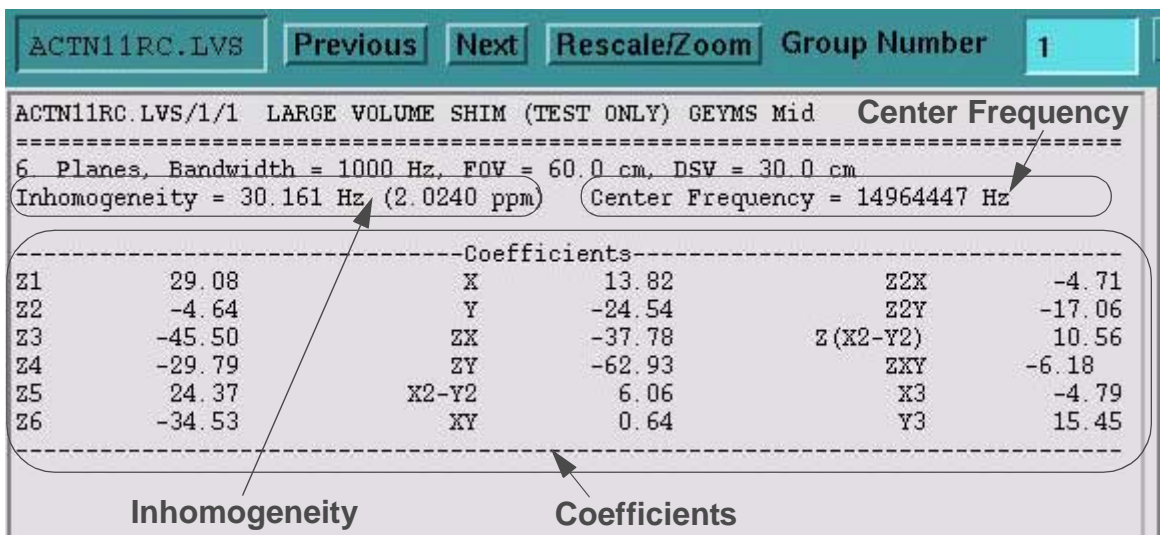 ACTN11RC.LVS Previous Next Rescale/Zoom Group Number 1
ACTN11RC.LVS/1/1 LARGE VOLUME SHIM (TEST ONLY) GEYMS Mid Center Frequency
================================================================================
6 Planes, Bandwidth = 1000 Hz, FOV = 60.0 cm, DSV = 30.0 cm
Inhomogeneity = 30.161 Hz (2.0240 ppm) Center Frequency = 14964447 Hz
--------------------------------Coefficients-----------------------------------
Z1 29.08 X 13.82 Z2X -4.71
Z2 -4.64 Y -24.54 Z2Y -17.06
Z3 -45.50 ZX -37.78 Z(X2-Y2) 10.56
Z4 -29.79 ZY -62.93 ZXY -6.18
Z5 24.37 X2-Y2 6.06 X3 -4.79
Z6 -34.53 XY 0.64 Y3 15.45
--------------------------------------------------------------------------------
Inhomogeneity Coefficients